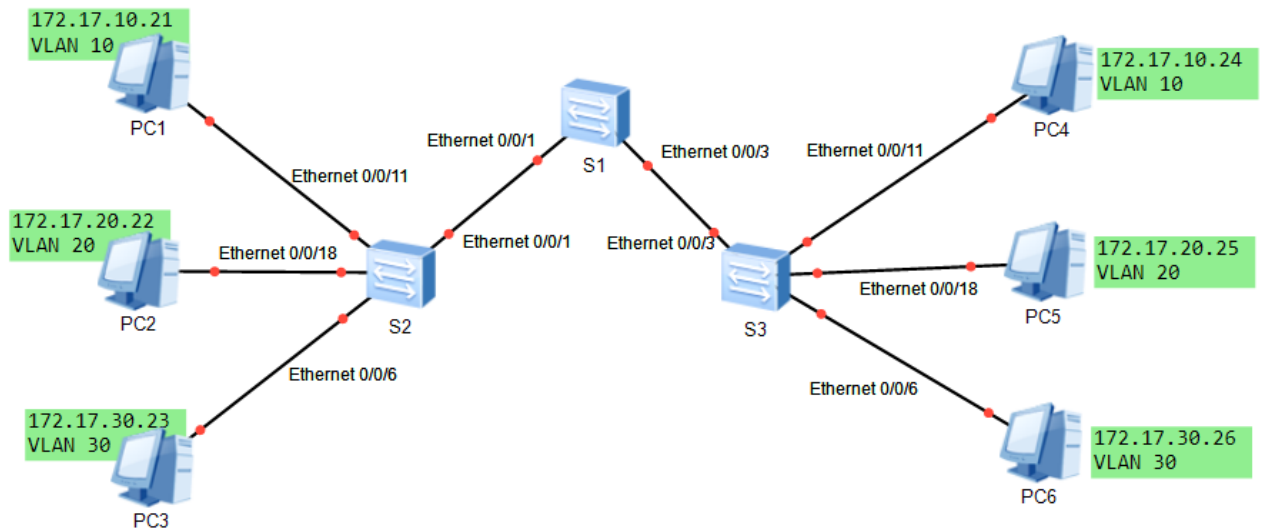 172.17.10.21
VLAN 10
PC1
Ethernet 0/0/11
172.17.20.22
VLAN 20
PC2
Ethernet 0/0/18
172.17.30.23
VLAN 30
PC3
Ethernet 0/0/6
S2
Ethernet 0/0/1
Ethernet 0/0/1
S1
Ethernet 0/0/3
Ethernet 0/0/3
S3
Ethernet 0/0/11
172.17.10.24
VLAN 10
PC4
Ethernet 0/0/18
172.17.20.25
VLAN 20
PC5
Ethernet 0/0/6
172.17.30.26
VLAN 30
PC6